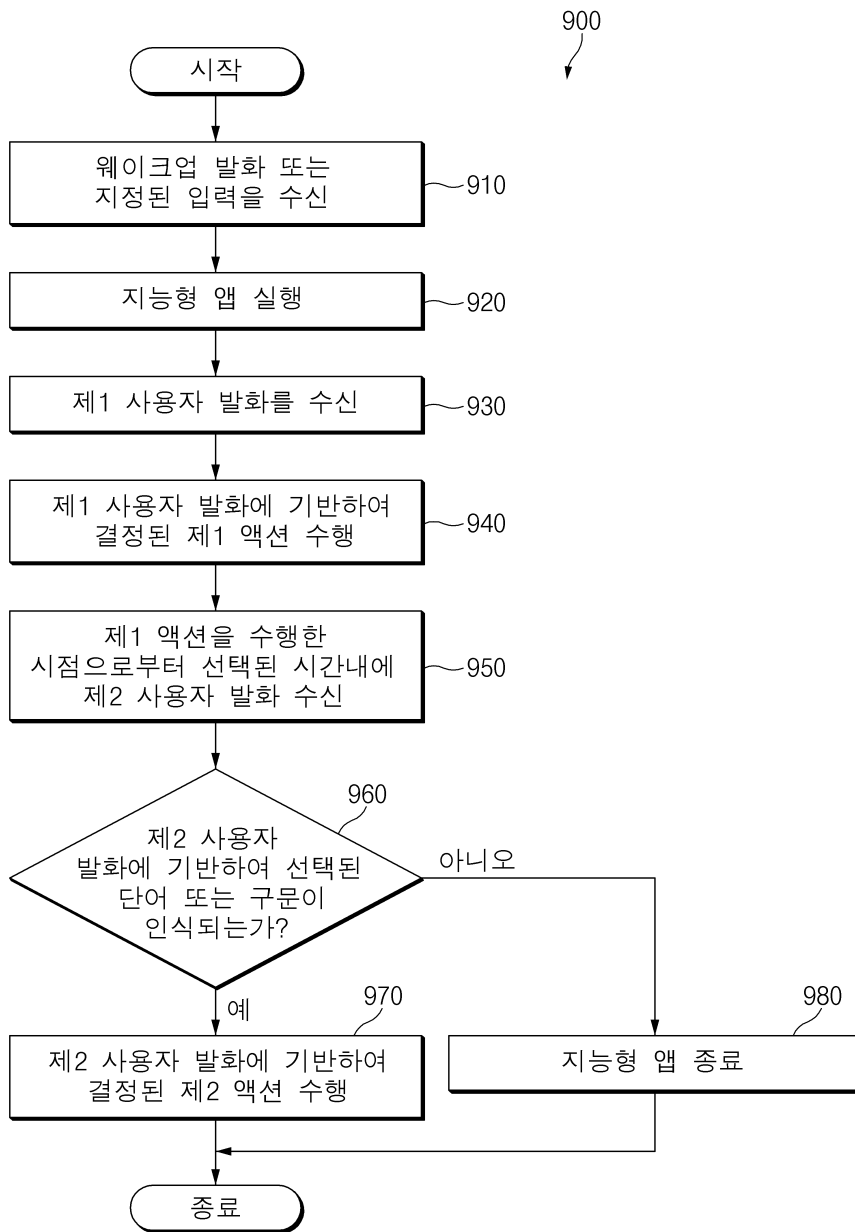 900
시작
웨이크업 발화 또는
지정된 입력을 수신
910
지능형 앱 실행
920
제1 사용자 발화를 수신
930
제1 사용자 발화에 기반하여
결정된 제1 액션 수행
940
제1 액션을 수행한
시점으로부터 선택된 시간내에
제2 사용자 발화 수신
950
960
제2 사용자
발화에 기반하여 선택된
단어 또는 구문이
인식되는가?
아니오
예
970
제2 사용자 발화에 기반하여
결정된 제2 액션 수행
980
지능형 앱 종료
종료